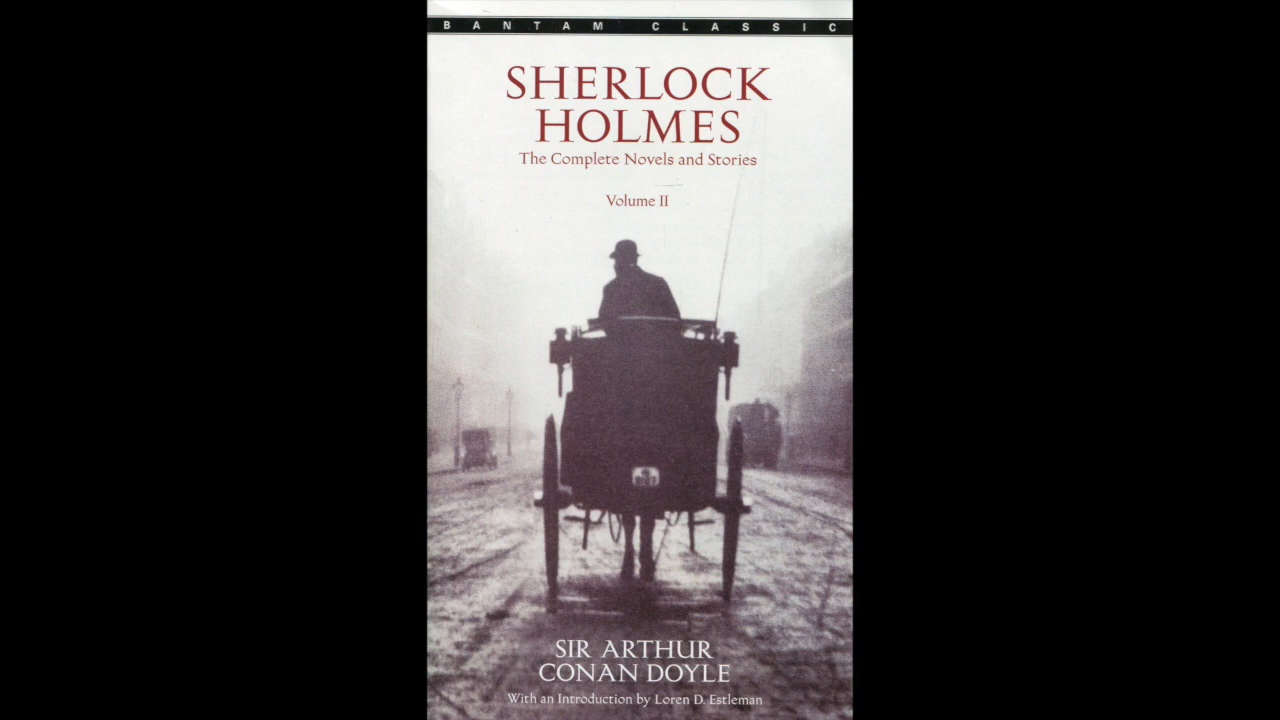 BANTAM CLASSIC
SHERLOCK
HOLMES
The Complete Novels and Stories
Volume II
SIR ARTHUR
CONAN DOYLE
With an Introduction by Loren D. Estleman